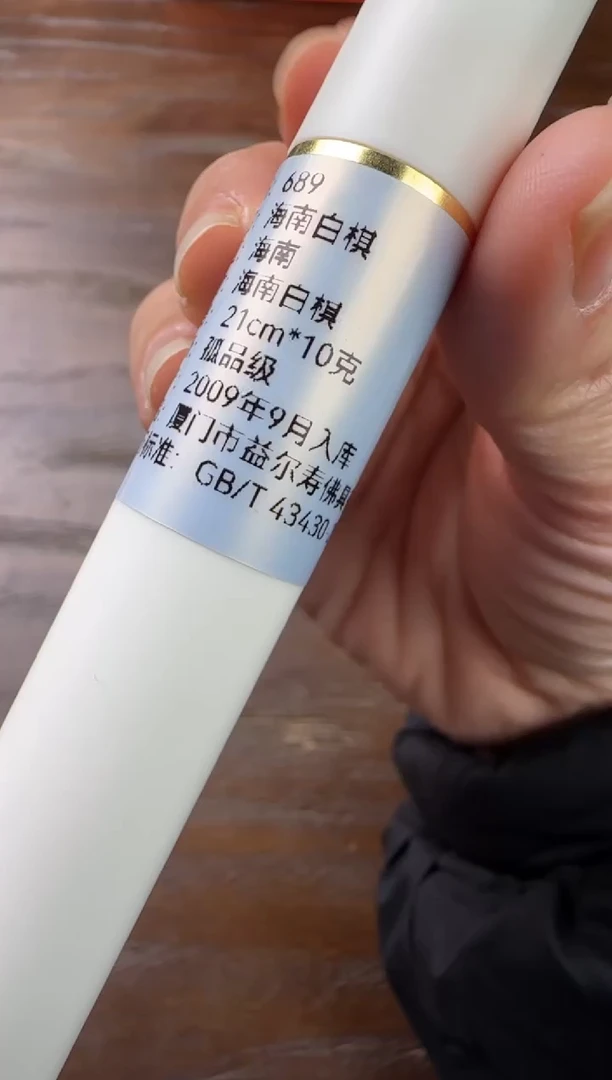 689
海南白棋
海南
海南白棋
21cm*10克
孤品级
2009年9月入库
厦门市益尔寿佛具
标准：GB/T 43430